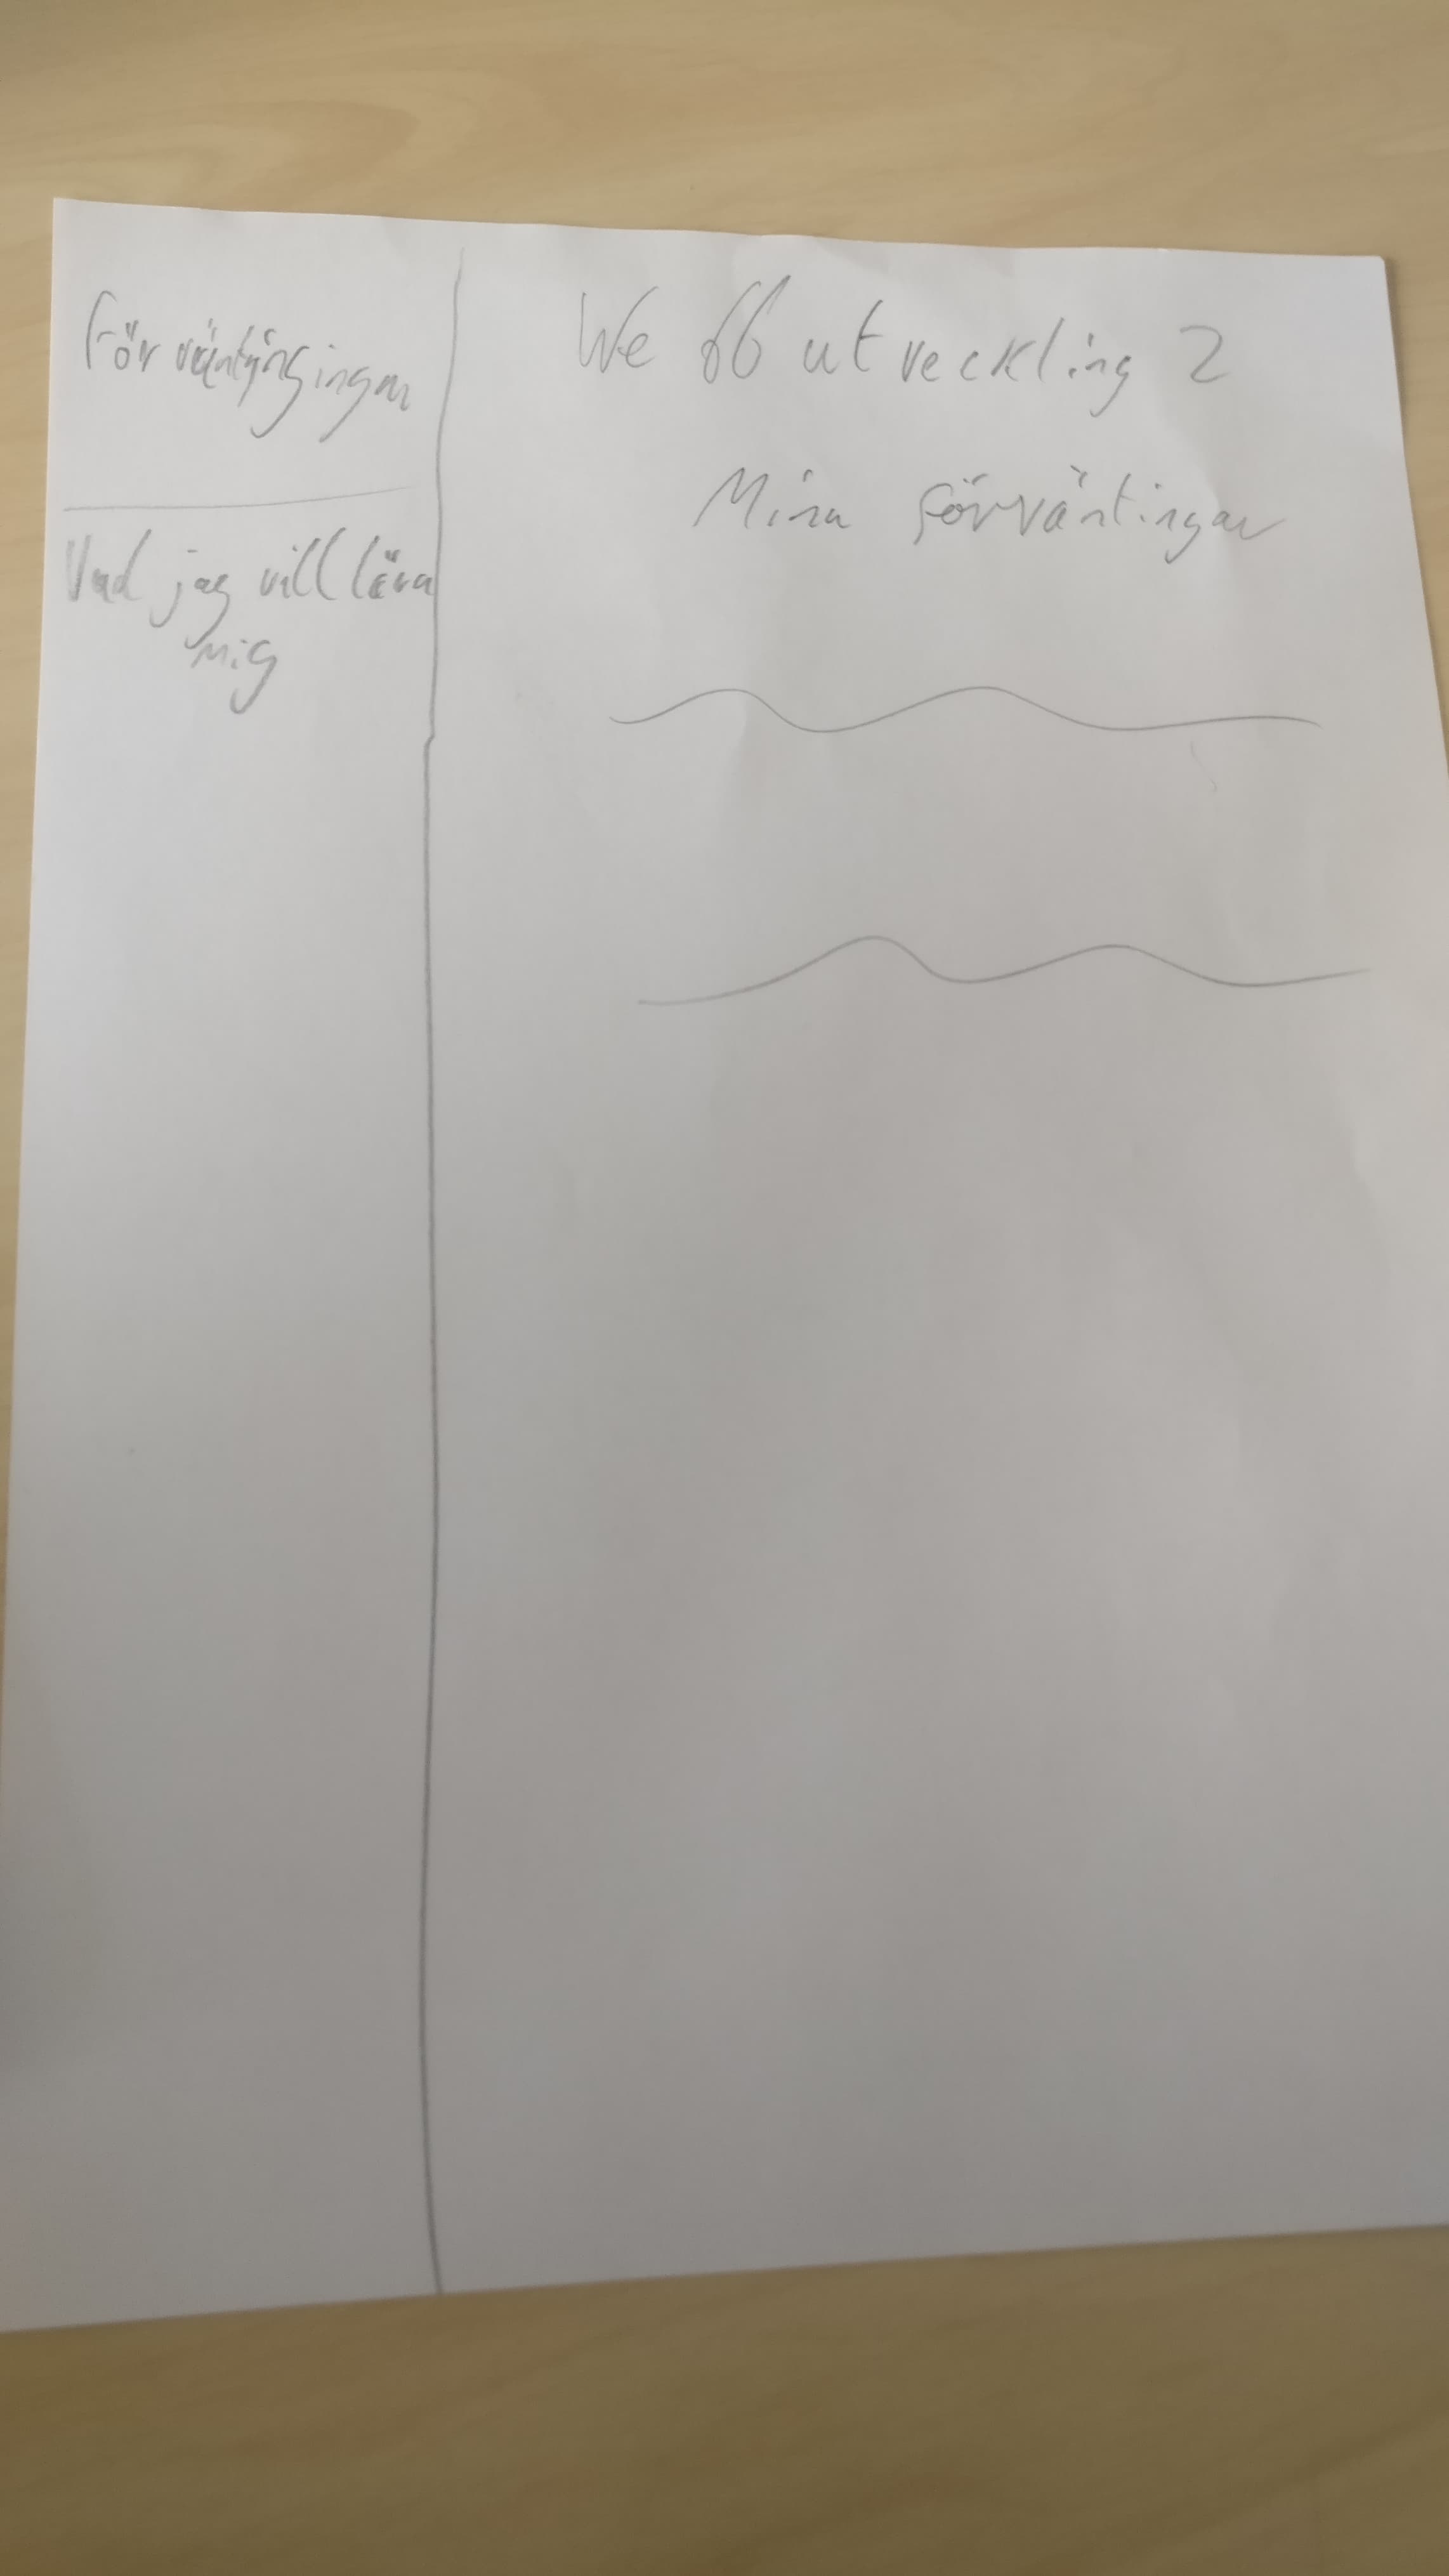 Förväntningar
Vad jag vill lära
mig
Webbutveckling 2
Mina förväntingar